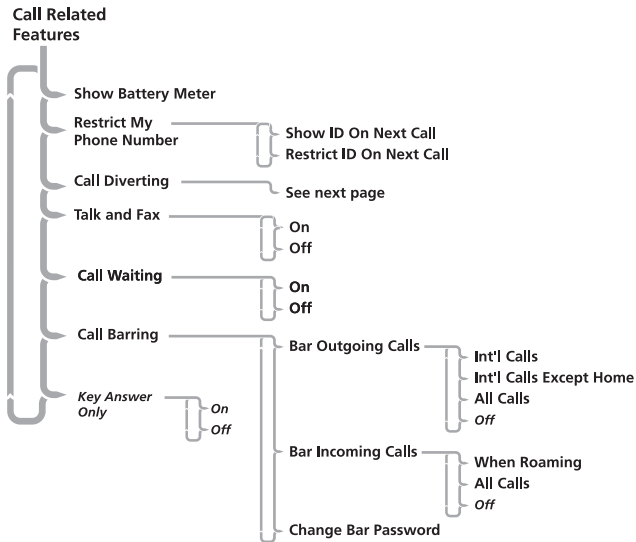 Call Related
Features
Show Battery Meter
Restrict My
Phone Number
Show ID On Next Call
Restrict ID On Next Call
Call Diverting
See next page
Talk and Fax
On
Off
Call Waiting
On
Off
Call Barring
Bar Outgoing Calls
Int'l Calls
Int'l Calls Except Home
All Calls
Off
Bar Incoming Calls
When Roaming
All Calls
Off
Change Bar Password
Key Answer
Only
On
Off